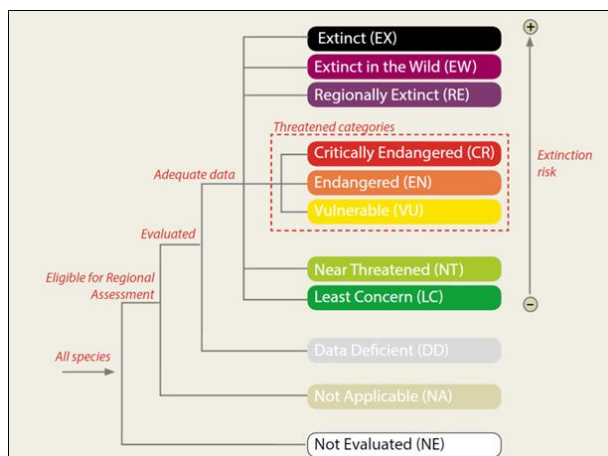 Extinct (EX)
Extinct in the Wild (EW)
Regionally Extinct (RE)
Threatened categories
Critically Endangered (CR)
Extinction
risk
Adequate data
Endangered (EN)
Vulnerable (VU)
Evaluated
Near Threatened (NT)
Eligible for Regional
Assessment
Least Concern (LC)
All species
Data Deficient (DD)
Not Applicable (NA)
Not Evaluated (NE)
+
−